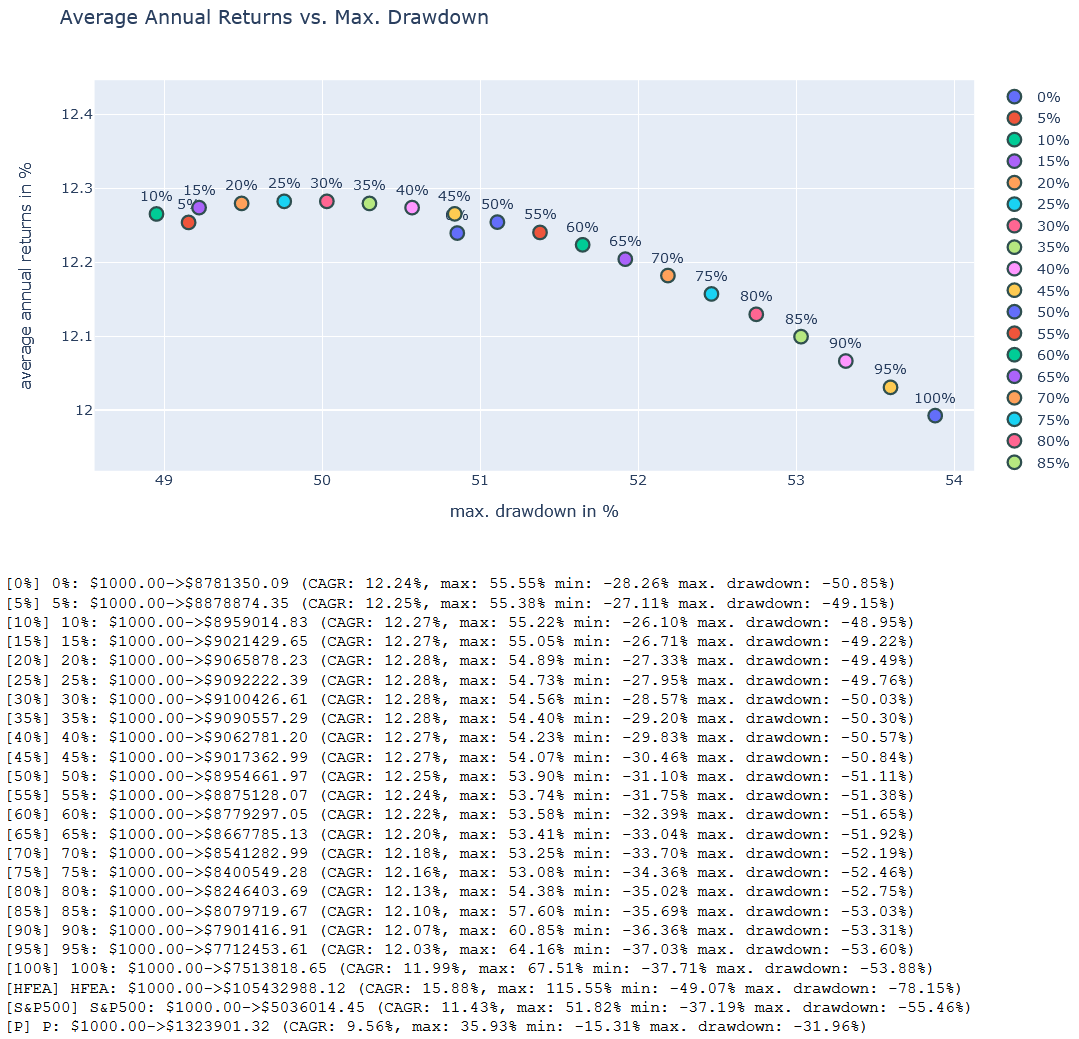 Average Annual Returns vs. Max. Drawdown
12.4
12.3
12.2
12.1
12
average annual returns in %
10%
5%
15%
20%
25%
30%
35%
40%
45%
50%
55%
60%
65%
70%
75%
80%
85%
90%
95%
100%
49
50
51
52
53
54
max. drawdown in %
0%
5%
10%
15%
20%
25%
30%
35%
40%
45%
50%
55%
60%
65%
70%
75%
80%
85%
[0%] 0%: $1000.00->$8781350.09 (CAGR: 12.24%, max: 55.55% min: -28.26% max. drawdown: -50.85%)
[5%] 5%: $1000.00->$8878874.35 (CAGR: 12.25%, max: 55.38% min: -27.11% max. drawdown: -49.15%)
[10%] 10%: $1000.00->$8959014.83 (CAGR: 12.27%, max: 55.22% min: -26.10% max. drawdown: -48.95%)
[15%] 15%: $1000.00->$9021429.65 (CAGR: 12.27%, max: 55.05% min: -26.71% max. drawdown: -49.22%)
[20%] 20%: $1000.00->$9065878.23 (CAGR: 12.28%, max: 54.89% min: -27.33% max. drawdown: -49.49%)
[25%] 25%: $1000.00->$9092222.39 (CAGR: 12.28%, max: 54.73% min: -27.95% max. drawdown: -49.76%)
[30%] 30%: $1000.00->$9100426.61 (CAGR: 12.28%, max: 54.56% min: -28.57% max. drawdown: -50.03%)
[35%] 35%: $1000.00->$9090557.29 (CAGR: 12.28%, max: 54.40% min: -29.20% max. drawdown: -50.30%)
[40%] 40%: $1000.00->$9062781.20 (CAGR: 12.27%, max: 54.23% min: -29.83% max. drawdown: -50.57%)
[45%] 45%: $1000.00->$9017362.99 (CAGR: 12.27%, max: 54.07% min: -30.46% max. drawdown: -50.84%)
[50%] 50%: $1000.00->$8954661.97 (CAGR: 12.25%, max: 53.90% min: -31.10% max. drawdown: -51.11%)
[55%] 55%: $1000.00->$8875128.07 (CAGR: 12.24%, max: 53.74% min: -31.75% max. drawdown: -51.38%)
[60%] 60%: $1000.00->$8779297.05 (CAGR: 12.22%, max: 53.58% min: -32.39% max. drawdown: -51.65%)
[65%] 65%: $1000.00->$8667785.13 (CAGR: 12.20%, max: 53.41% min: -33.04% max. drawdown: -51.92%)
[70%] 70%: $1000.00->$8541282.99 (CAGR: 12.18%, max: 53.25% min: -33.70% max. drawdown: -52.19%)
[75%] 75%: $1000.00->$8400549.28 (CAGR: 12.16%, max: 53.08% min: -34.36% max. drawdown: -52.46%)
[80%] 80%: $1000.00->$8246403.69 (CAGR: 12.13%, max: 54.38% min: -35.02% max. drawdown: -52.75%)
[85%] 85%: $1000.00->$8079719.67 (CAGR: 12.10%, max: 57.60% min: -35.69% max. drawdown: -53.03%)
[90%] 90%: $1000.00->$7901416.91 (CAGR: 12.07%, max: 60.85% min: -36.36% max. drawdown: -53.31%)
[95%] 95%: $1000.00->$7712453.61 (CAGR: 12.03%, max: 64.16% min: -37.03% max. drawdown: -53.60%)
[100%] 100%: $1000.00->$7513818.65 (CAGR: 11.99%, max: 67.51% min: -37.71% max. drawdown: -53.88%)
[HFEA] HFEA: $1000.00->$105432988.12 (CAGR: 15.88%, max: 115.55% min: -49.07% max. drawdown: -78.15%)
[S&P500] S&P500: $1000.00->$5036014.45 (CAGR: 11.43%, max: 51.82% min: -37.19% max. drawdown: -55.46%)
[P] P: $1000.00->$1323901.32 (CAGR: 9.56%, max: 35.93% min: -15.31% max. drawdown: -31.96%)